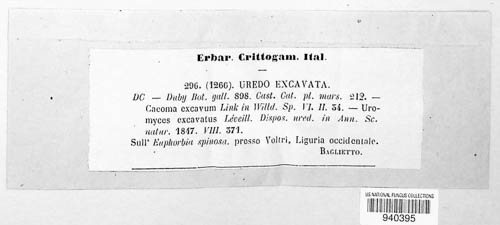 Erbar. Crittogam. Ital.
296. (1266). UREDO EXCAVATA.
DC — Duby Bot. gall. 898. Cast. Cat. pl. mars. 212. —
Caeoma excavum Link in Willd. Sp. VI. II. 34. — Uro-
myces excavatus Léveill. Dispos. ured. in Ann. Sc.
natur. 1847. VIII. 371.
Sull' Euphorbia spinosa, presso Voltri, Liguria occidentale.
BAGLIETTO.
US NATIONAL FUNGUS COLLECTIONS
940395